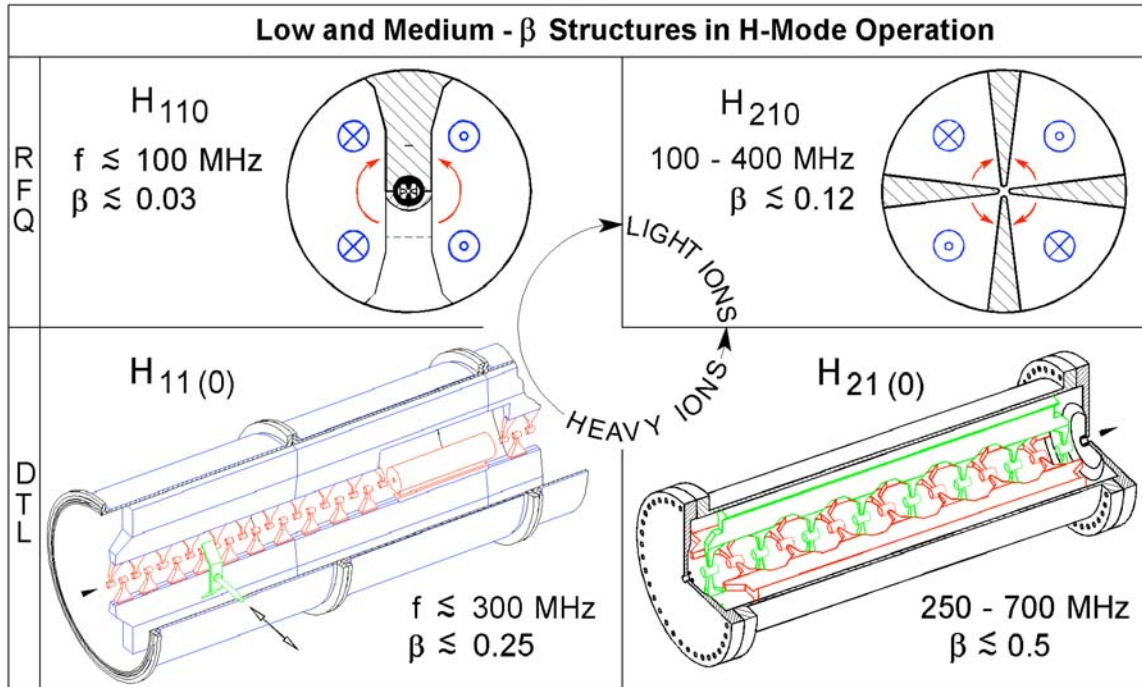 Low and Medium - β Structures in H-Mode Operation
RFQ
H110
f ≲ 100 MHz
β ≲ 0.03
H210
100 - 400 MHz
β ≲ 0.12
LIGHT IONS
HEAVY IONS
DTL
H11(0)
f ≲ 300 MHz
β ≲ 0.25
H21(0)
250 - 700 MHz
β ≲ 0.5